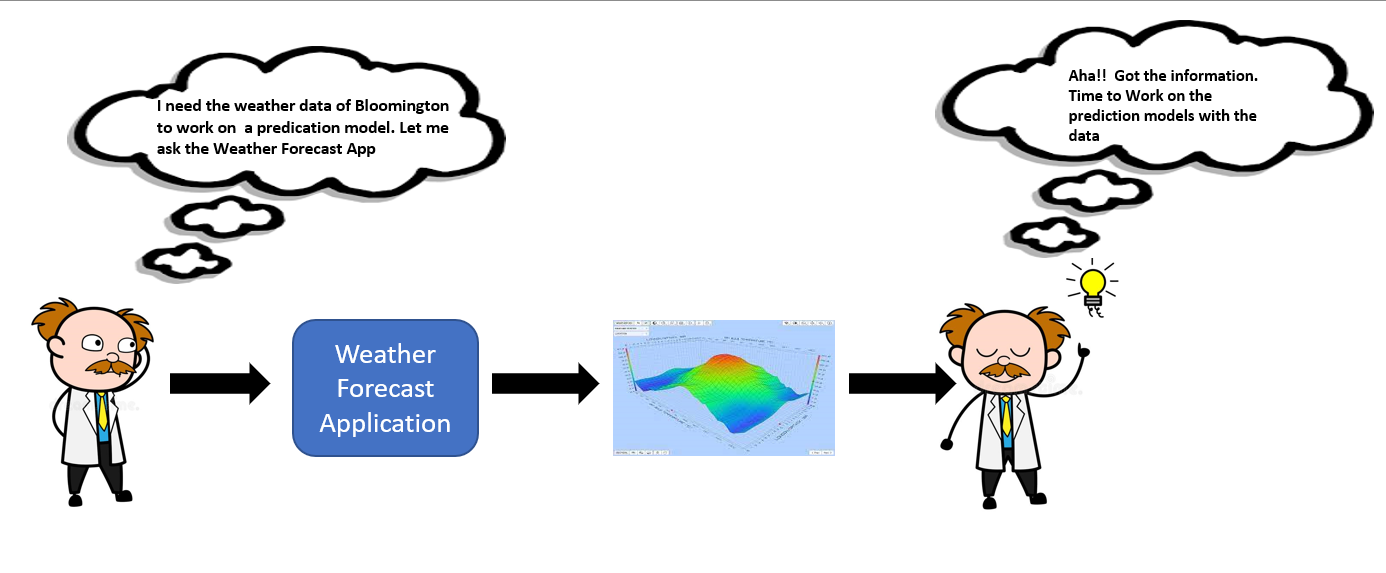 I need the weather data of Bloomington
to work on  a predication model. Let me
ask the Weather Forecast App
Aha!!  Got the information.
Time to Work on the
prediction models with the
data
Weather
Forecast
Application